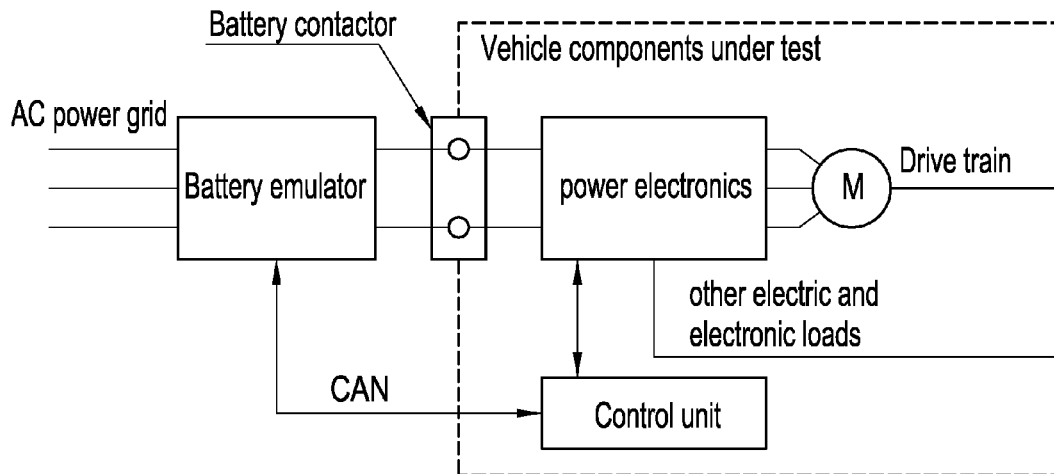 Battery contactor
Vehicle components under test
AC power grid
Battery emulator
power electronics
M
Drive train
other electric and
electronic loads
CAN
Control unit